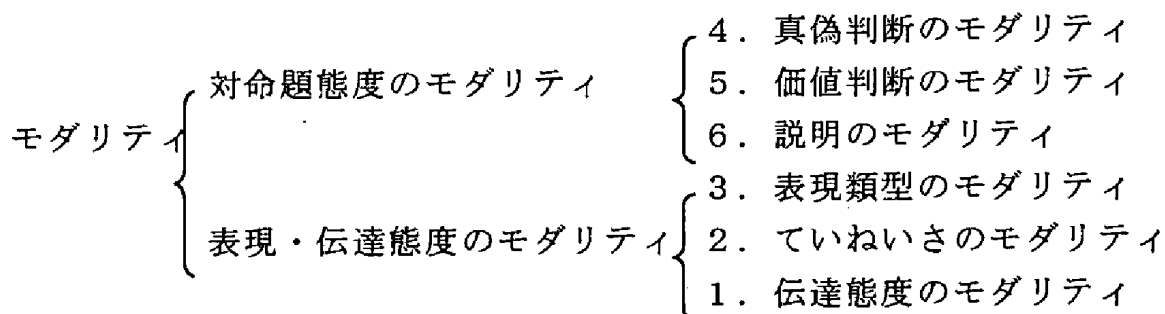 モダリティ
対命題態度のモダリティ
4．真偽判断のモダリティ
5．価値判断のモダリティ
6．説明のモダリティ
表現・伝達態度のモダリティ
3．表現類型のモダリティ
2．ていねいさのモダリティ
1．伝達態度のモダリティ